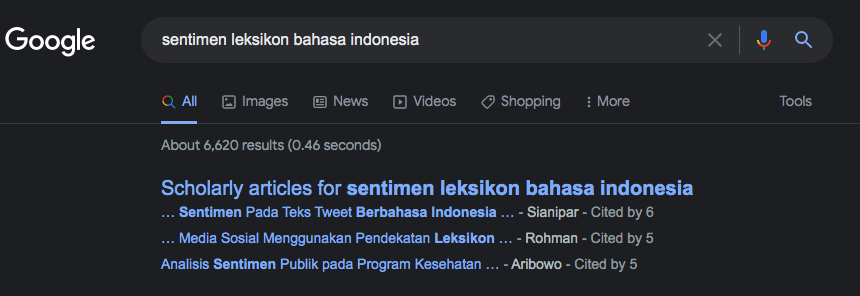 Google sentimen leksikon bahasa indonesia
All Images News Videos Shopping More Tools
About 6,620 results (0.46 seconds)
Scholarly articles for sentimen leksikon bahasa indonesia
... Sentimen Pada Teks Tweet Berbahasa Indonesia ... - Sianipar - Cited by 6
... Media Sosial Menggunakan Pendekatan Leksikon ... - Rohman - Cited by 5
Analisis Sentimen Publik pada Program Kesehatan ... - Aribowo - Cited by 5